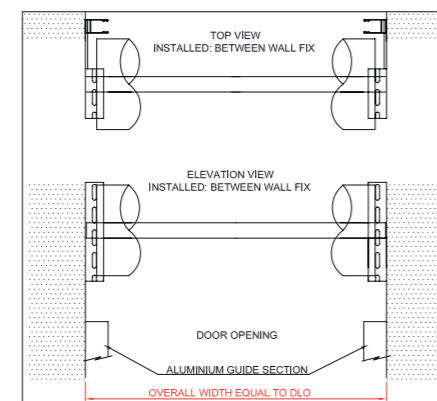 TOP VIEW
INSTALLED: BETWEEN WALL FIX
ELEVATION VIEW
INSTALLED: BETWEEN WALL FIX
DOOR OPENING
ALUMINIUM GUIDE SECTION
OVERALL WIDTH EQUAL TO DLO